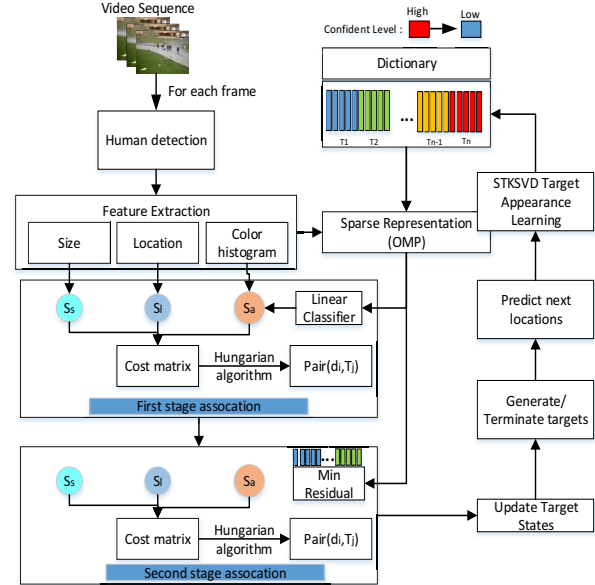 Video Sequence
High
Low
Confident Level :
For each frame
Dictionary
Human detection
...
T1
T2
Tn-1
Tn
Feature Extraction
Size
Location
Color
histogram
Sparse Representation
(OMP)
STKSVD Target
Appearance
Learning
Ss
Sl
Sa
Linear
Classifier
Predict next
locations
Cost matrix
Hungarian
algorithm
Pair(di,Tj)
First stage assocation
Generate/
Terminate targets
...
Ss
Sl
Sa
Min
Residual
Cost matrix
Hungarian
algorithm
Pair(di,Tj)
Update Target
States
Second stage assocation